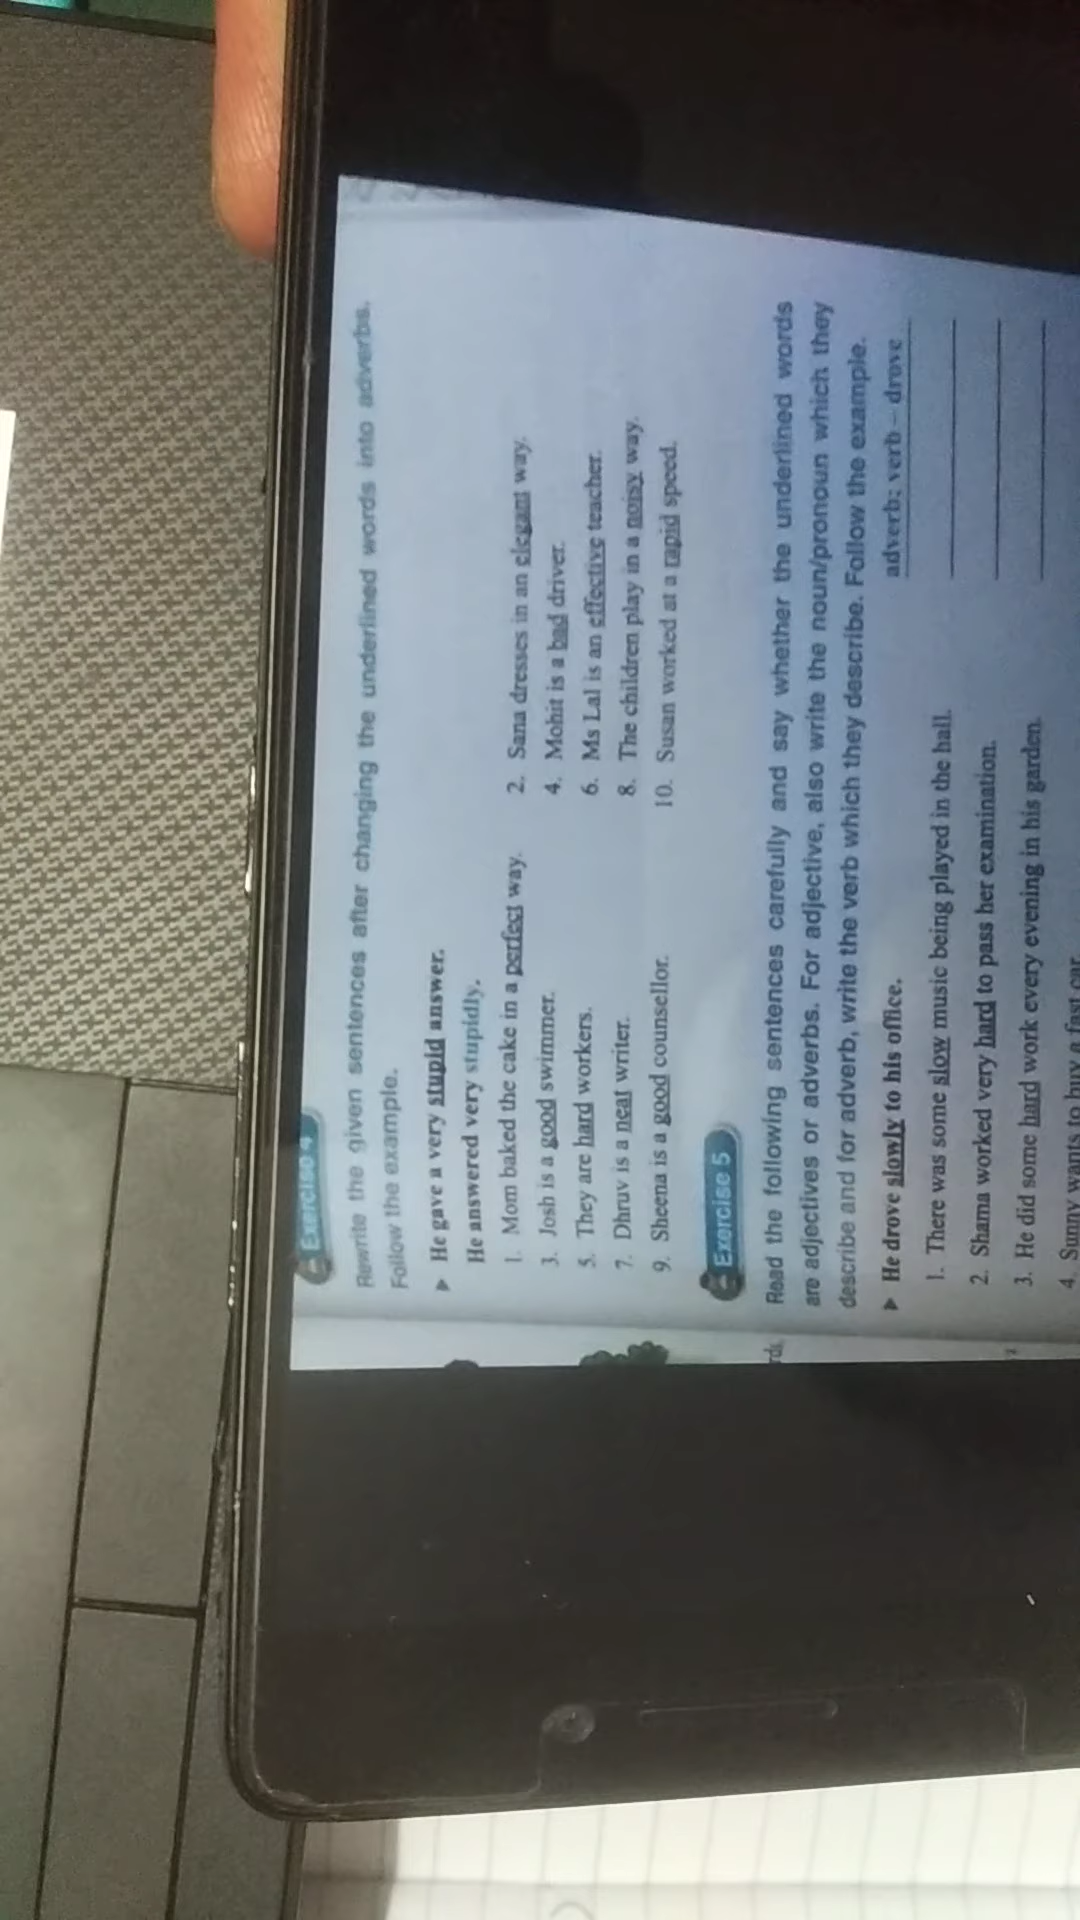 Exercise 4
Rewrite the given sentences after changing the underlined words into adverbs.
Follow the example.
▶ He gave a very stupid answer.
He answered very stupidly.
1. Mom baked the cake in a perfect way.
2. Sana dresses in an elegant way.
3. Josh is a good swimmer.
4. Mohit is a bad driver.
5. They are hard workers.
6. Ms Lal is an effective teacher.
7. Dhruv is a neat writer.
8. The children play in a noisy way.
9. Sheena is a good counsellor.
10. Susan worked at a rapid speed.
Exercise 5
Read the following sentences carefully and say whether the underlined words
are adjectives or adverbs. For adjective, also write the noun/pronoun which they
describe and for adverb, write the verb which they describe. Follow the example.
▶ He drove slowly to his office. adverb; verb – drove
1. There was some slow music being played in the hall.
2. Shama worked very hard to pass her examination.
3. He did some hard work every evening in his garden.
4. Sunny wants to buy a fast car.